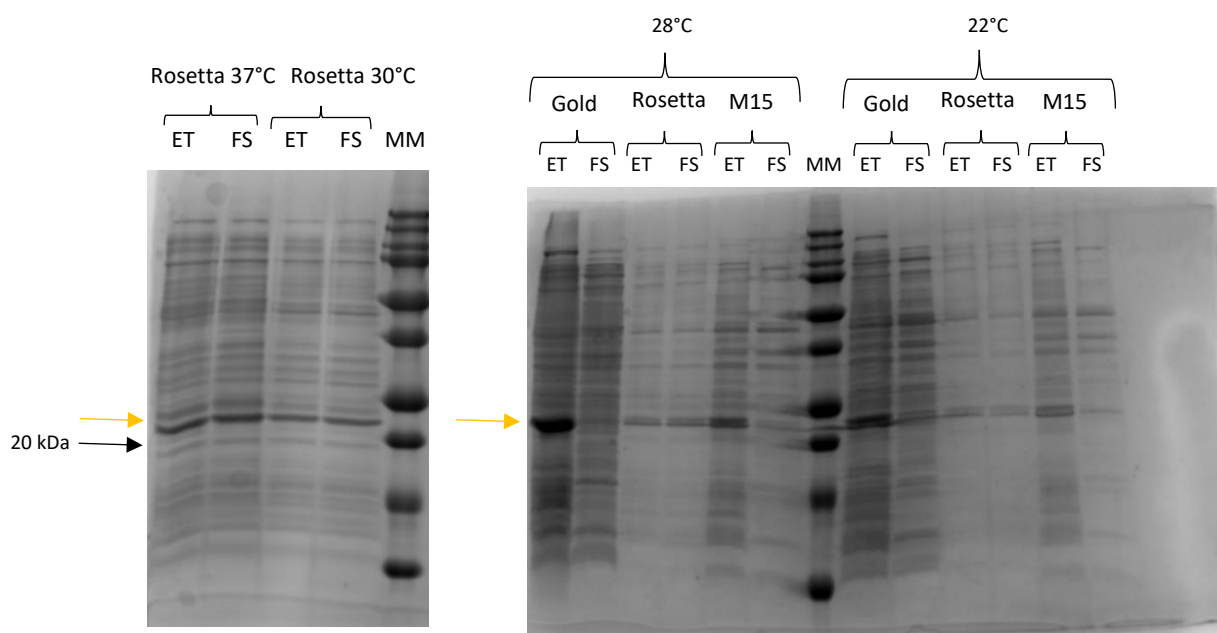 28°C 22°C
Rosetta 37°C Rosetta 30°C
Gold Rosetta M15 Gold Rosetta M15
ET FS ET FS MM
ET FS ET FS ET FS MM ET FS ET FS ET FS
20 kDa